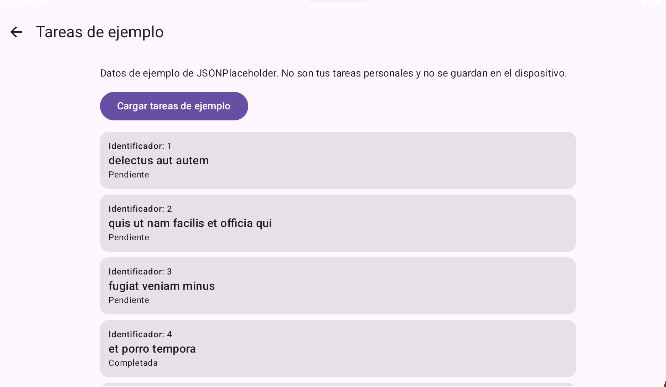 Tareas de ejemplo
Datos de ejemplo de JSONPlaceholder. No son tus tareas personales y no se guardan en el dispositivo.
Cargar tareas de ejemplo
Identificador: 1
delectus aut autem
Pendiente
Identificador: 2
quis ut nam facilis et officia qui
Pendiente
Identificador: 3
fugiat veniam minus
Pendiente
Identificador: 4
et porro tempora
Completada